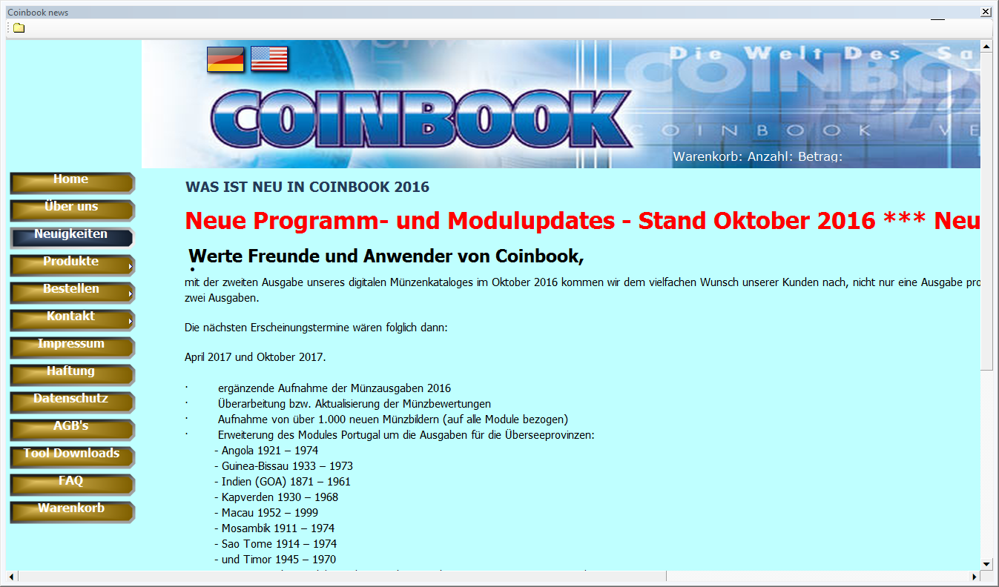 Coinbook news
Die Welt Des Sa
COINBOOK
COINBOOK VE
Warenkorb: Anzahl: Betrag:
Home
Über uns
Neuigkeiten
Produkte
Bestellen
Kontakt
Impressum
Haftung
Datenschutz
AGB's
Tool Downloads
FAQ
Warenkorb
WAS IST NEU IN COINBOOK 2016
Neue Programm- und Modulupdates - Stand Oktober 2016 *** Neu
Werte Freunde und Anwender von Coinbook,
mit der zweiten Ausgabe unseres digitalen Münzenkataloges im Oktober 2016 kommen wir dem vielfachen Wunsch unserer Kunden nach, nicht nur eine Ausgabe pro
zwei Ausgaben.
Die nächsten Erscheinungstermine wären folglich dann:
April 2017 und Oktober 2017.
· ergänzende Aufnahme der Münzausgaben 2016
· Überarbeitung bzw. Aktualisierung der Münzbewertungen
· Aufnahme von über 1.000 neuen Münzbildern (auf alle Module bezogen)
· Erweiterung des Modules Portugal um die Ausgaben für die Überseeprovinzen:
- Angola 1921 – 1974
- Guinea-Bissau 1933 – 1973
- Indien (GOA) 1871 – 1961
- Kapverden 1930 – 1968
- Macau 1952 – 1999
- Mosambik 1911 – 1974
- Sao Tome 1914 – 1974
- und Timor 1945 – 1970